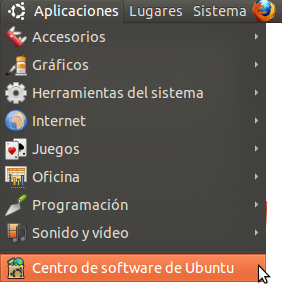 Aplicaciones Lugares Sistema
Accesorios
Gráficos
Herramientas del sistema
Internet
Juegos
Oficina
Programación
Sonido y vídeo
Centro de software de Ubuntu